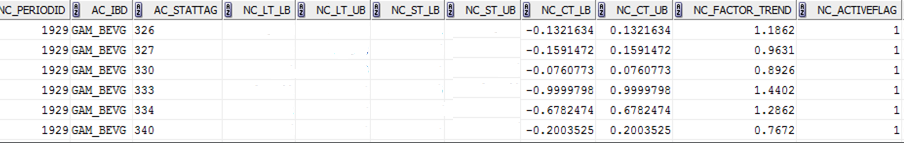 NC_PERIODID AC_IBD AC_STATTAG NC_LT_LB NC_LT_UB NC_ST_LB NC_ST_UB NC_CT_LB NC_CT_UB NC_FACTOR_TREND NC_ACTIVEFLAG
1929 GAM_BEVG 326 -0.1321634 0.1321634 1.1862 1
1929 GAM_BEVG 327 -0.1591472 0.1591472 0.9631 1
1929 GAM_BEVG 330 -0.0760773 0.0760773 0.8926 1
1929 GAM_BEVG 333 -0.9999798 0.9999798 1.4402 1
1929 GAM_BEVG 334 -0.6782474 0.6782474 1.2862 1
1929 GAM_BEVG 340 -0.2003525 0.2003525 0.7672 1